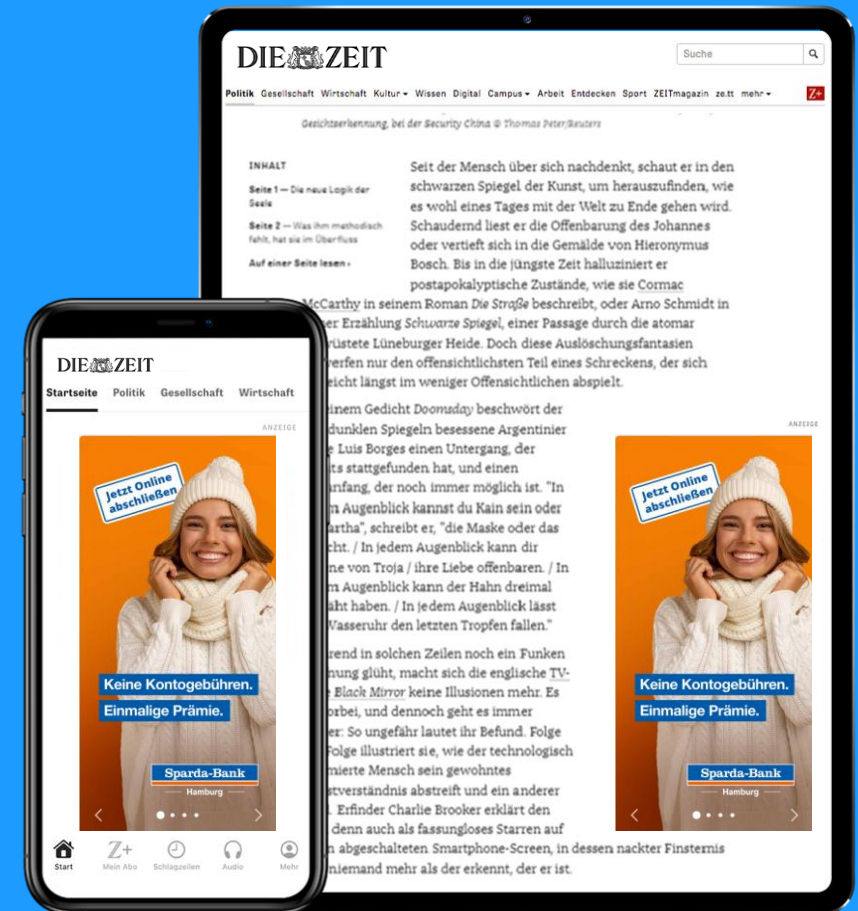 DIE ZEIT
Suche
Politik Gesellschaft Wirtschaft Kultur Wissen Digital Campus Arbeit Entdecken Sport ZEITmagazin ze.tt mehr
Z+
Gesichtserkennung, bei der Security China © Thomas Peter/Reuters
INHALT
Seite 1 — Die neue Logik der
Seele
Seite 2 — Was ihm methodisch
fehlt, hat sie im Überfluss
Auf einer Seite lesen ›
Seit der Mensch über sich nachdenkt, schaut er in den
schwarzen Spiegel der Kunst, um herauszufinden, wie
es wohl eines Tages mit der Welt zu Ende gehen wird.
Schaudernd liest er die Offenbarung des Johannes
oder vertieft sich in die Gemälde von Hieronymus
Bosch. Bis in die jüngste Zeit halluziniert er
postapokalyptische Zustände, wie sie Cormac
McCarthy in seinem Roman Die Straße beschreibt, oder Arno Schmidt in
er Erzählung Schwarze Spiegel, einer Passage durch die atomar
rüstete Lüneburger Heide. Doch diese Auslöschungsfantasien
verfen nur den offensichtlichsten Teil eines Schreckens, der sich
eicht längst im weniger Offensichtlichen abspielt.
inem Gedicht Doomsday beschwört der
dunklen Spiegeln besessene Argentinier
e Luis Borges einen Untergang, der
its stattgefunden hat, und einen
nfang, der noch immer möglich ist. "In
m Augenblick kannst du Kain sein oder
artha", schreibt er, "die Maske oder das
cht. / In jedem Augenblick kann dir
ne von Troja / ihre Liebe offenbaren. / In
m Augenblick kann der Hahn dreimal
äht haben. / In jedem Augenblick lässt
Wasseruhr den letzten Tropfen fallen."
rend in solchen Zeilen noch ein Funken
nung glüht, macht sich die englische TV-
e Black Mirror keine Illusionen mehr. Es
orbei, und dennoch geht es immer
er: So ungefähr lautet ihr Befund. Folge
Folge illustriert sie, wie der technologisch
mierte Mensch sein gewohntes
stverständnis abstreift und ein anderer
l. Erfinder Charlie Brooker erklärt den
denn auch als fassungloses Starren auf
n abgeschalteten Smartphone-Screen, in dessen nackter Finsternis
niemand mehr als der erkennt, der er ist.
ANZEIGE
Jetzt Online
abschließen
Keine Kontogebühren.
Einmalige Prämie.
Sparda-Bank
Hamburg
DIE ZEIT
Startseite Politik Gesellschaft Wirtschaft
ANZEIGE
Jetzt Online
abschließen
Keine Kontogebühren.
Einmalige Prämie.
Sparda-Bank
Hamburg
Start Z+ Mein Abo Schlagzeilen Audio Mehr